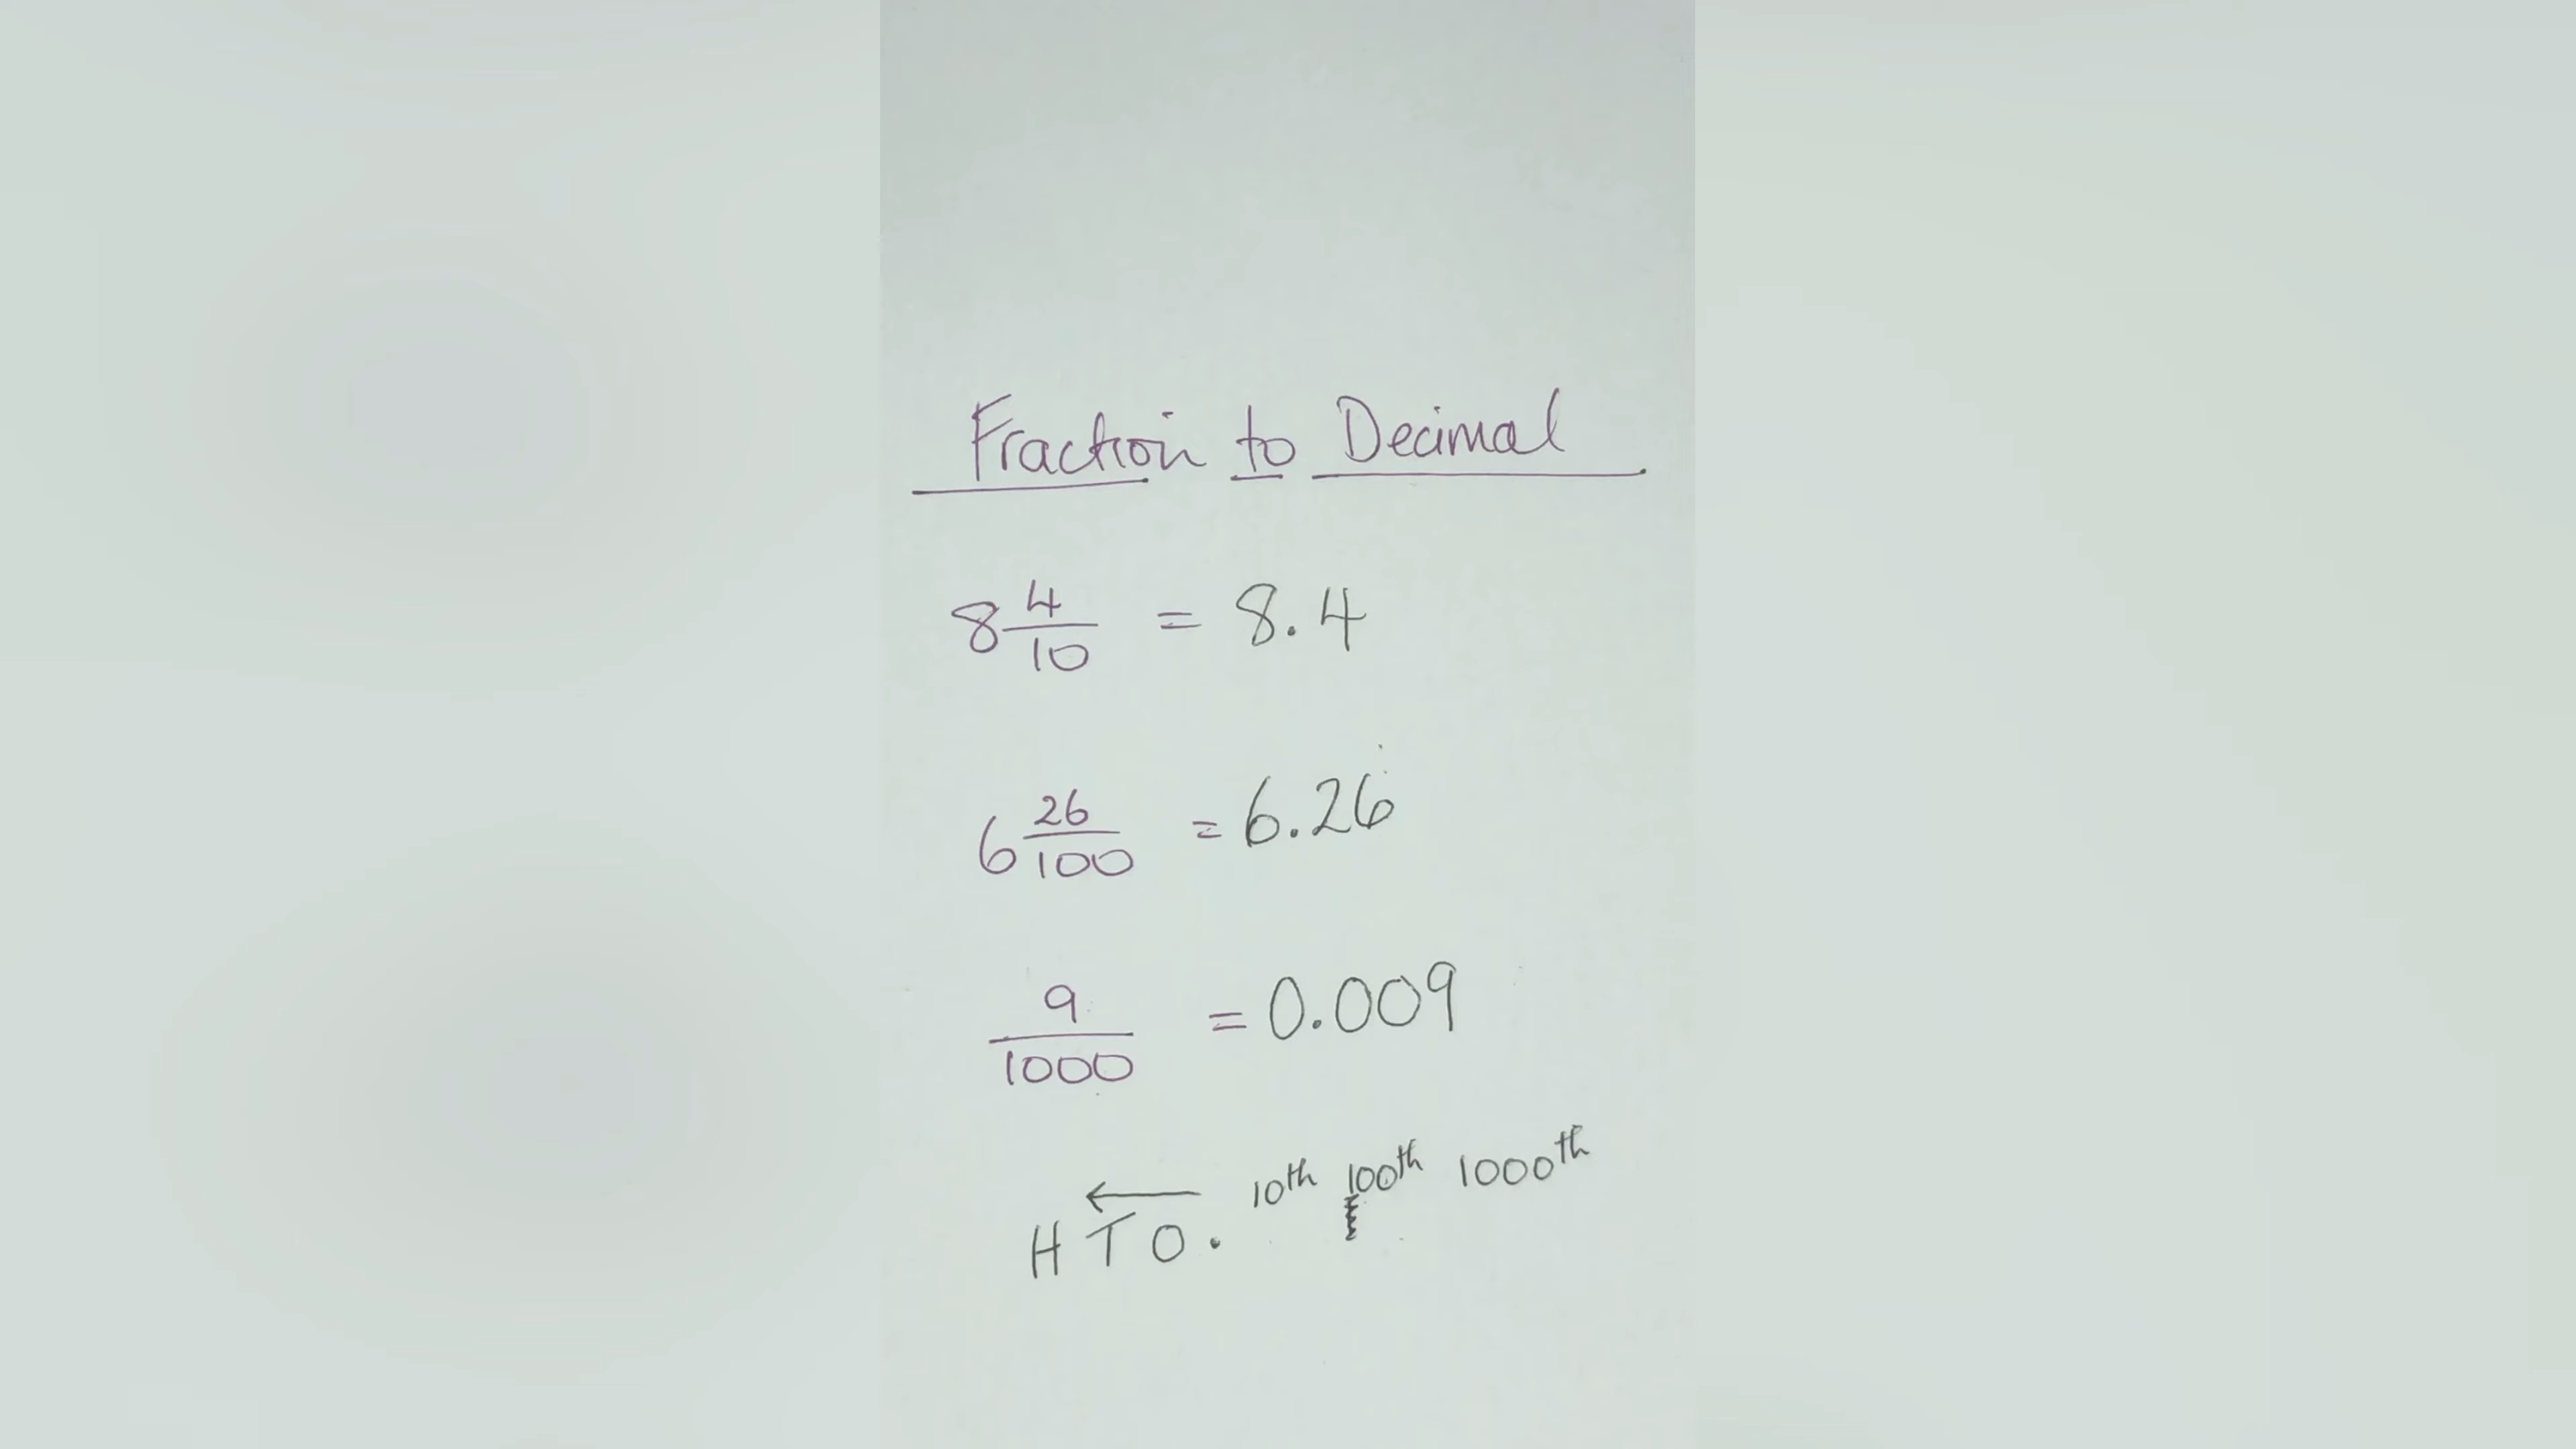 Fraction to Decimal
8 4/10 = 8.4
6 26/100 = 6.26
9/1000 = 0.009
← 10th 100th 1000th
H T O .